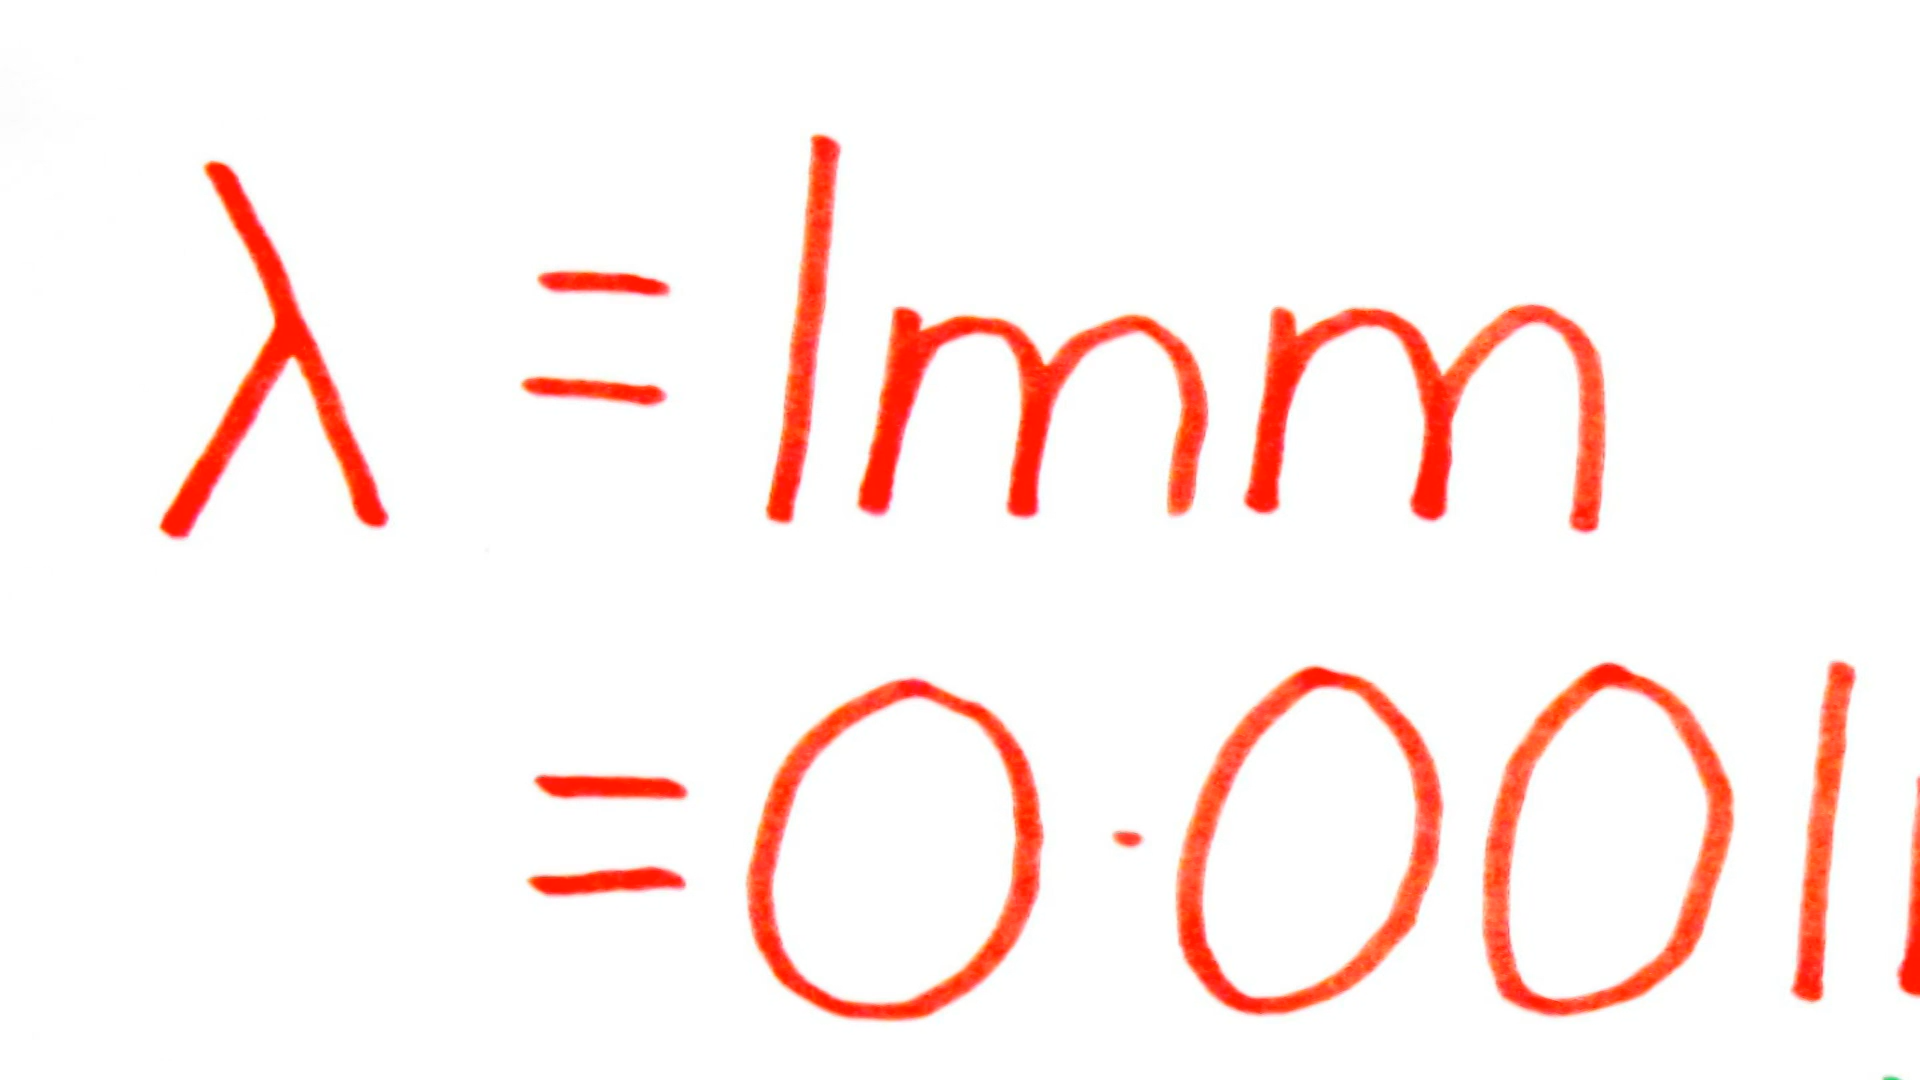 λ = 1mm
= 0·001